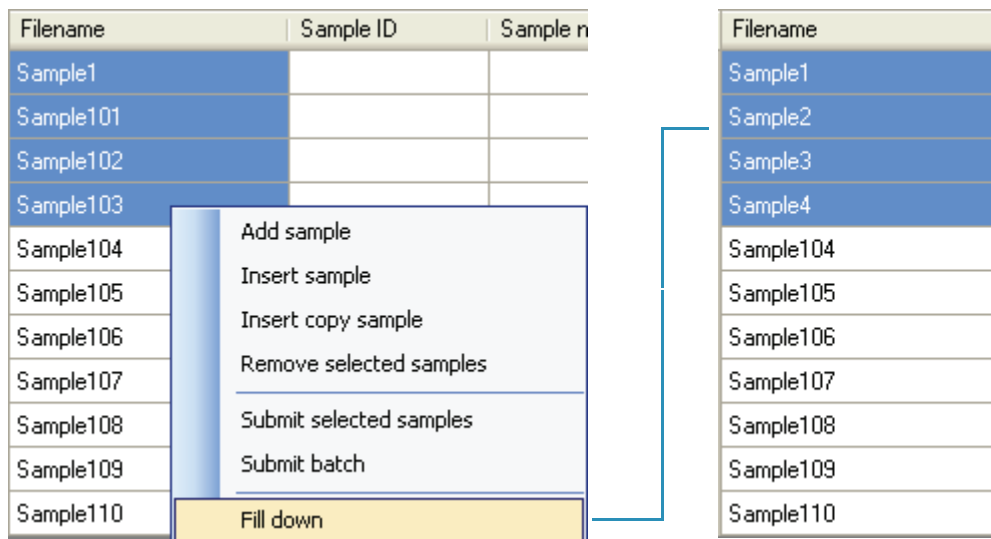 Filename Sample ID Sample n
Sample1
Sample101
Sample102
Sample103
Sample104
Sample105
Sample106
Sample107
Sample108
Sample109
Sample110
Add sample
Insert sample
Insert copy sample
Remove selected samples
Submit selected samples
Submit batch
Fill down
Filename
Sample1
Sample2
Sample3
Sample4
Sample104
Sample105
Sample106
Sample107
Sample108
Sample109
Sample110